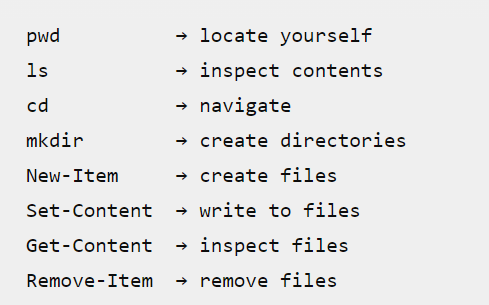 pwd → locate yourself
ls → inspect contents
cd → navigate
mkdir → create directories
New-Item → create files
Set-Content → write to files
Get-Content → inspect files
Remove-Item → remove files